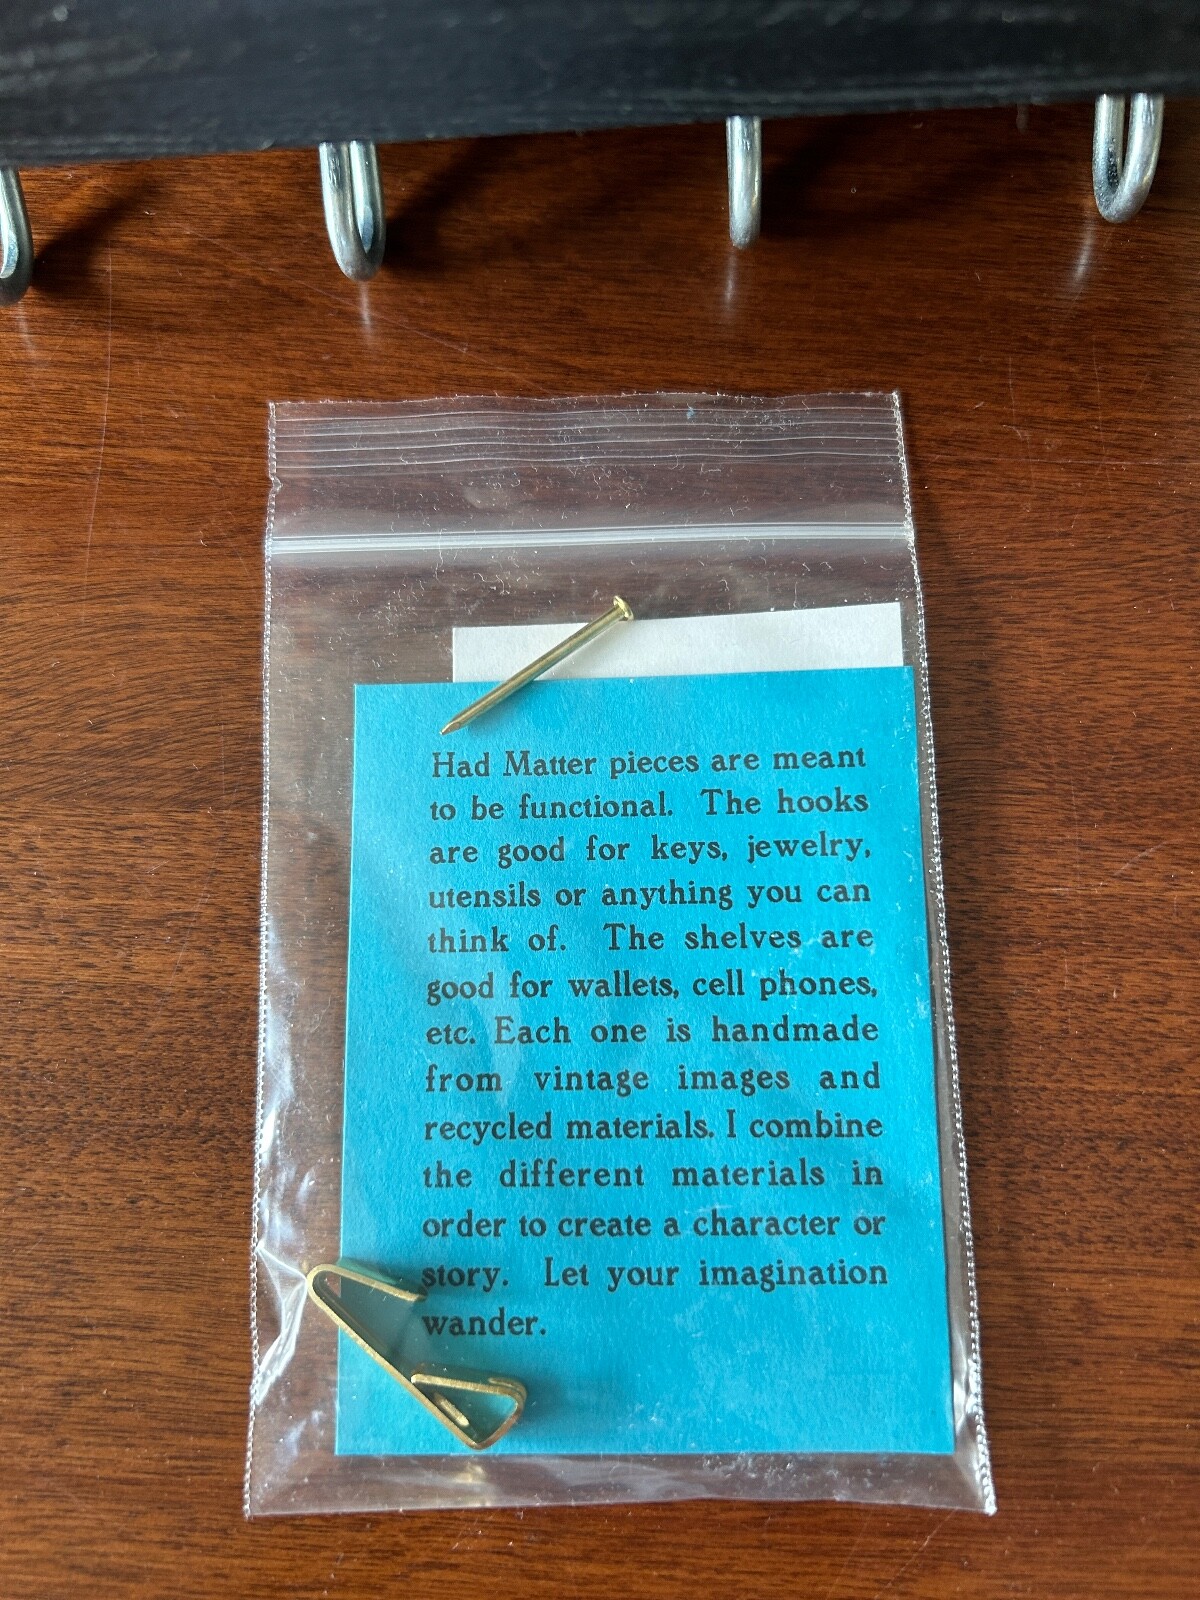 Had Matter pieces are meant
to be functional. The hooks
are good for keys, jewelry,
utensils or anything you can
think of. The shelves are
good for wallets, cell phones,
etc. Each one is handmade
from vintage images and
recycled materials. I combine
the different materials in
order to create a character or
story. Let your imagination
wander.